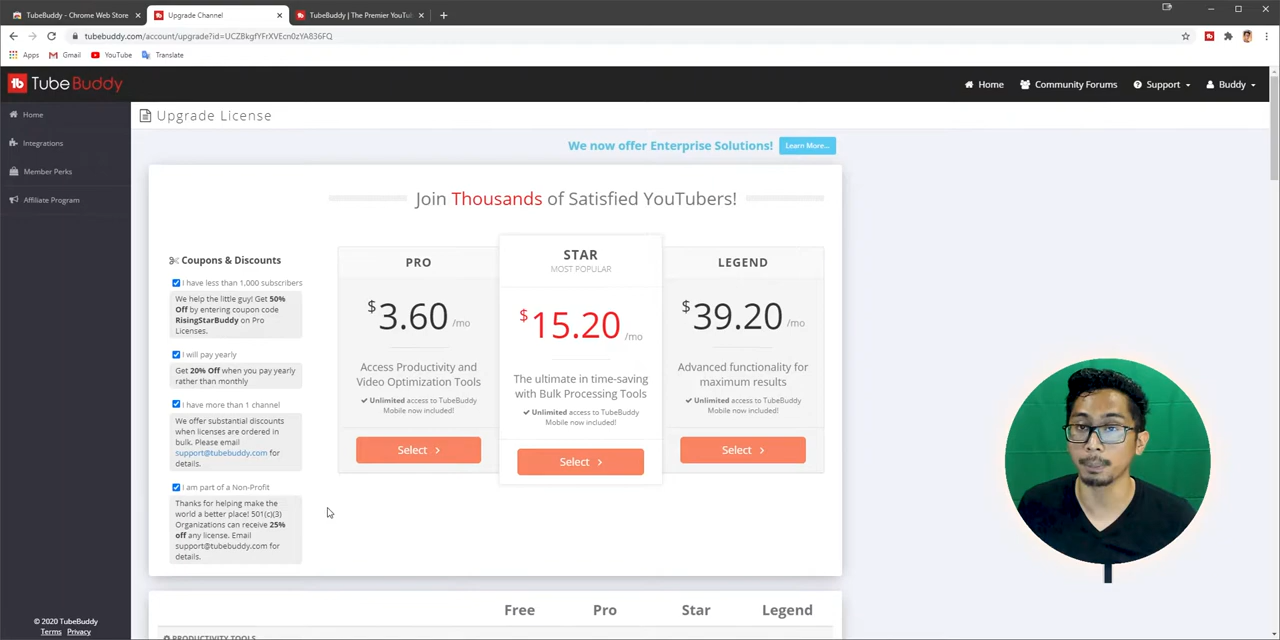 TubeBuddy - Chrome Web Store
Upgrade Channel
TubeBuddy | The Premier YouTu
tubebuddy.com/account/upgrade?id=UCZBkgfYFrXVEcn0zYA836FQ
Apps Gmail YouTube Translate
TubeBuddy
Home Community Forums Support Buddy
Home
Integrations
Member Perks
Affiliate Program
Upgrade License
We now offer Enterprise Solutions! Learn More...
Join Thousands of Satisfied YouTubers!
Coupons & Discounts
I have less than 1,000 subscribers
We help the little guy! Get 50%
Off by entering coupon code
RisingStarBuddy on Pro
Licenses.
I will pay yearly
Get 20% Off when you pay yearly
rather than monthly
I have more than 1 channel
We offer substantial discounts
when licenses are ordered in
bulk. Please email
support@tubebuddy.com for
details.
I am part of a Non-Profit
Thanks for helping make the
world a better place! 501(c)(3)
Organizations can receive 25%
off any license. Email
support@tubebuddy.com for
details.
PRO
$3.60 /mo
Access Productivity and
Video Optimization Tools
Unlimited access to TubeBuddy
Mobile now included!
Select
STAR
MOST POPULAR
$15.20 /mo
The ultimate in time-saving
with Bulk Processing Tools
Unlimited access to TubeBuddy
Mobile now included!
Select
LEGEND
$39.20 /mo
Advanced functionality for
maximum results
Unlimited access to TubeBuddy
Mobile now included!
Select
Free Pro Star Legend
PRODUCTIVITY TOOLS
© 2020 TubeBuddy
Terms Privacy